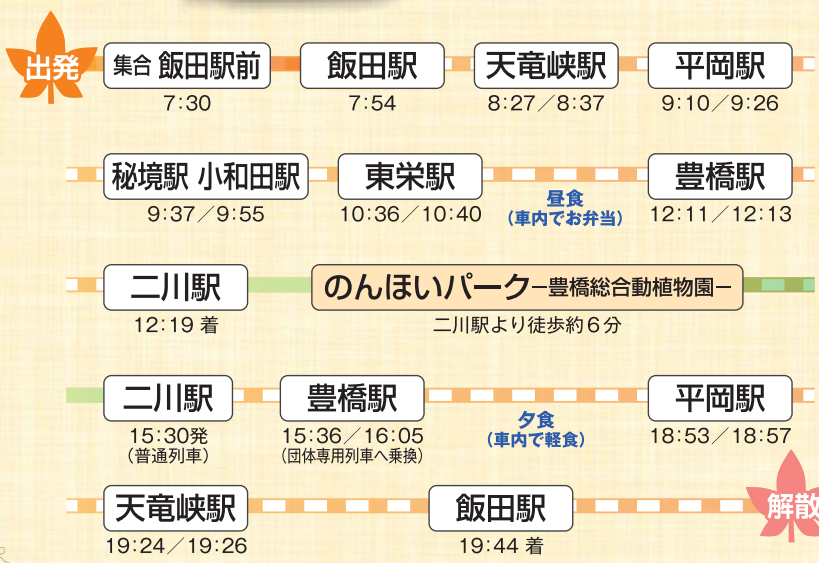 出発
集合 飯田駅前
7:30
飯田駅
7:54
天竜峡駅
8:27／8:37
平岡駅
9:10／9:26
秘境駅 小和田駅
9:37／9:55
東栄駅
10:36／10:40
昼食
（車内でお弁当）
豊橋駅
12:11／12:13
二川駅
12:19 着
のんほいパーク－豊橋総合動植物園－
二川駅より徒歩約6分
二川駅
15:30発
（普通列車）
豊橋駅
15:36／16:05
（団体専用列車へ乗換）
夕食
（車内で軽食）
平岡駅
18:53／18:57
天竜峡駅
19:24／19:26
飯田駅
19:44 着
解散